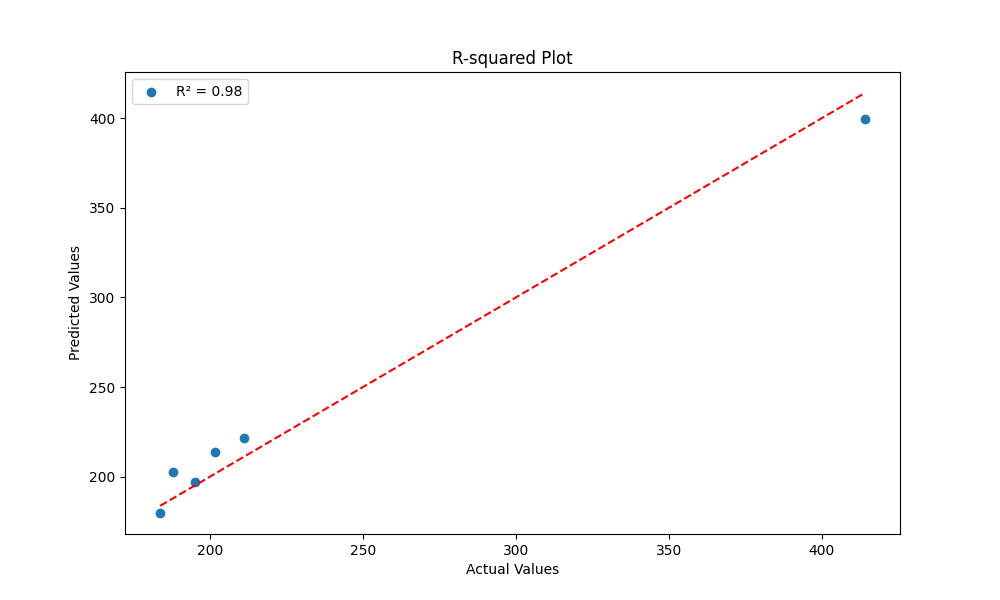 R-squared Plot
R² = 0.98
Predicted Values
400
350
300
250
200
200 250 300 350 400
Actual Values